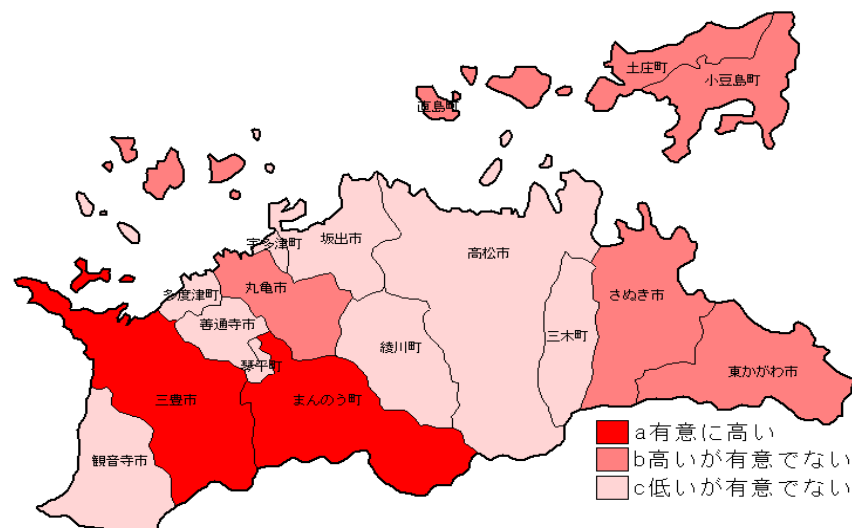 土庄町
小豆島町
直島町
宇多津町
坂出市
高松市
多度津町
丸亀市
さぬき市
善通寺市
三木町
綾川町
琴平町
東かがわ市
三豊市
まんのう町
観音寺市
a有意に高い
b高いが有意でない
c低いが有意でない